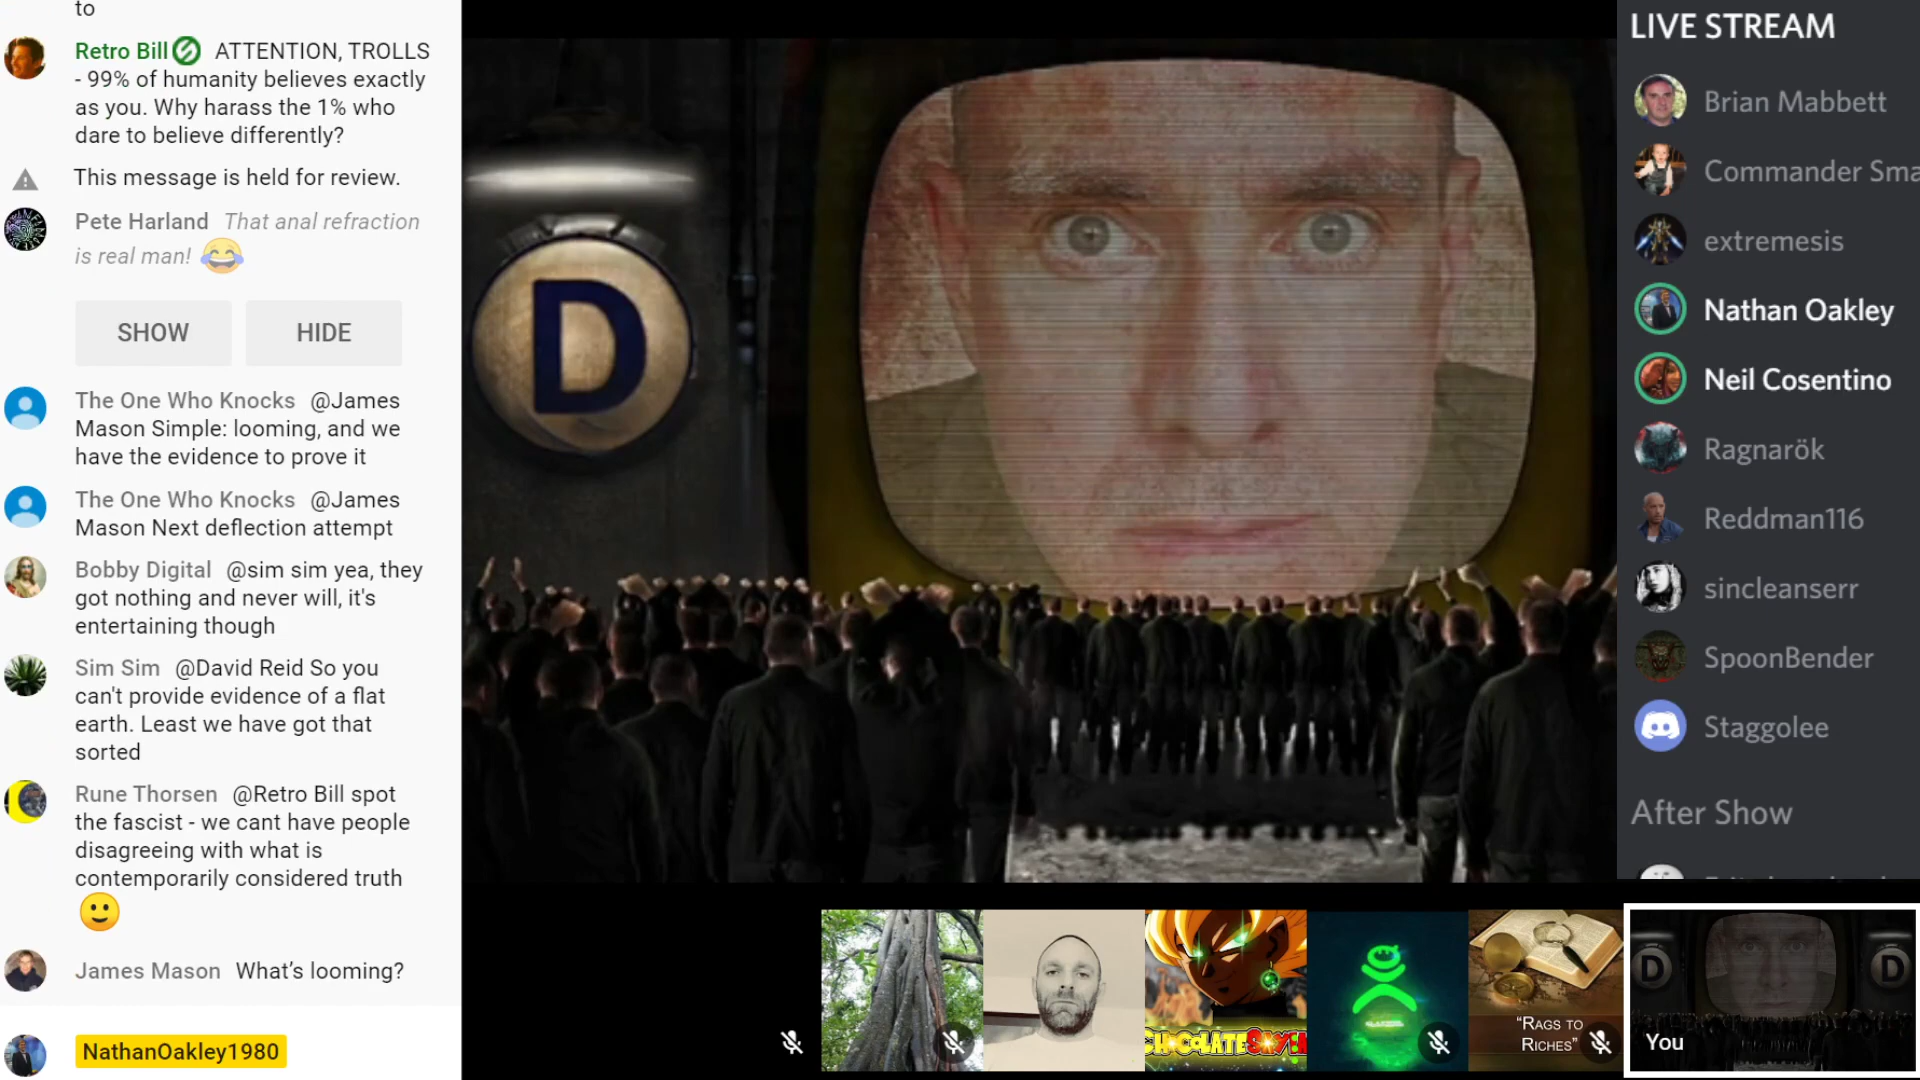 to
Retro Bill ATTENTION, TROLLS
- 99% of humanity believes exactly
as you. Why harass the 1% who
dare to believe differently?
This message is held for review.
Pete Harland That anal refraction
is real man! 😂
SHOW HIDE
The One Who Knocks @James
Mason Simple: looming, and we
have the evidence to prove it
The One Who Knocks @James
Mason Next deflection attempt
Bobby Digital @sim sim yea, they
got nothing and never will, it's
entertaining though
Sim Sim @David Reid So you
can't provide evidence of a flat
earth. Least we have got that
sorted
Rune Thorsen @Retro Bill spot
the fascist - we cant have people
disagreeing with what is
contemporarily considered truth
🙂
James Mason What's looming?
NathanOakley1980
D
LIVE STREAM
Brian Mabbett
Commander Sma
extremesis
Nathan Oakley
Neil Cosentino
Ragnarök
Reddman116
sincleanserr
SpoonBender
Staggolee
After Show
"RAGS TO
RICHES"
D D
You